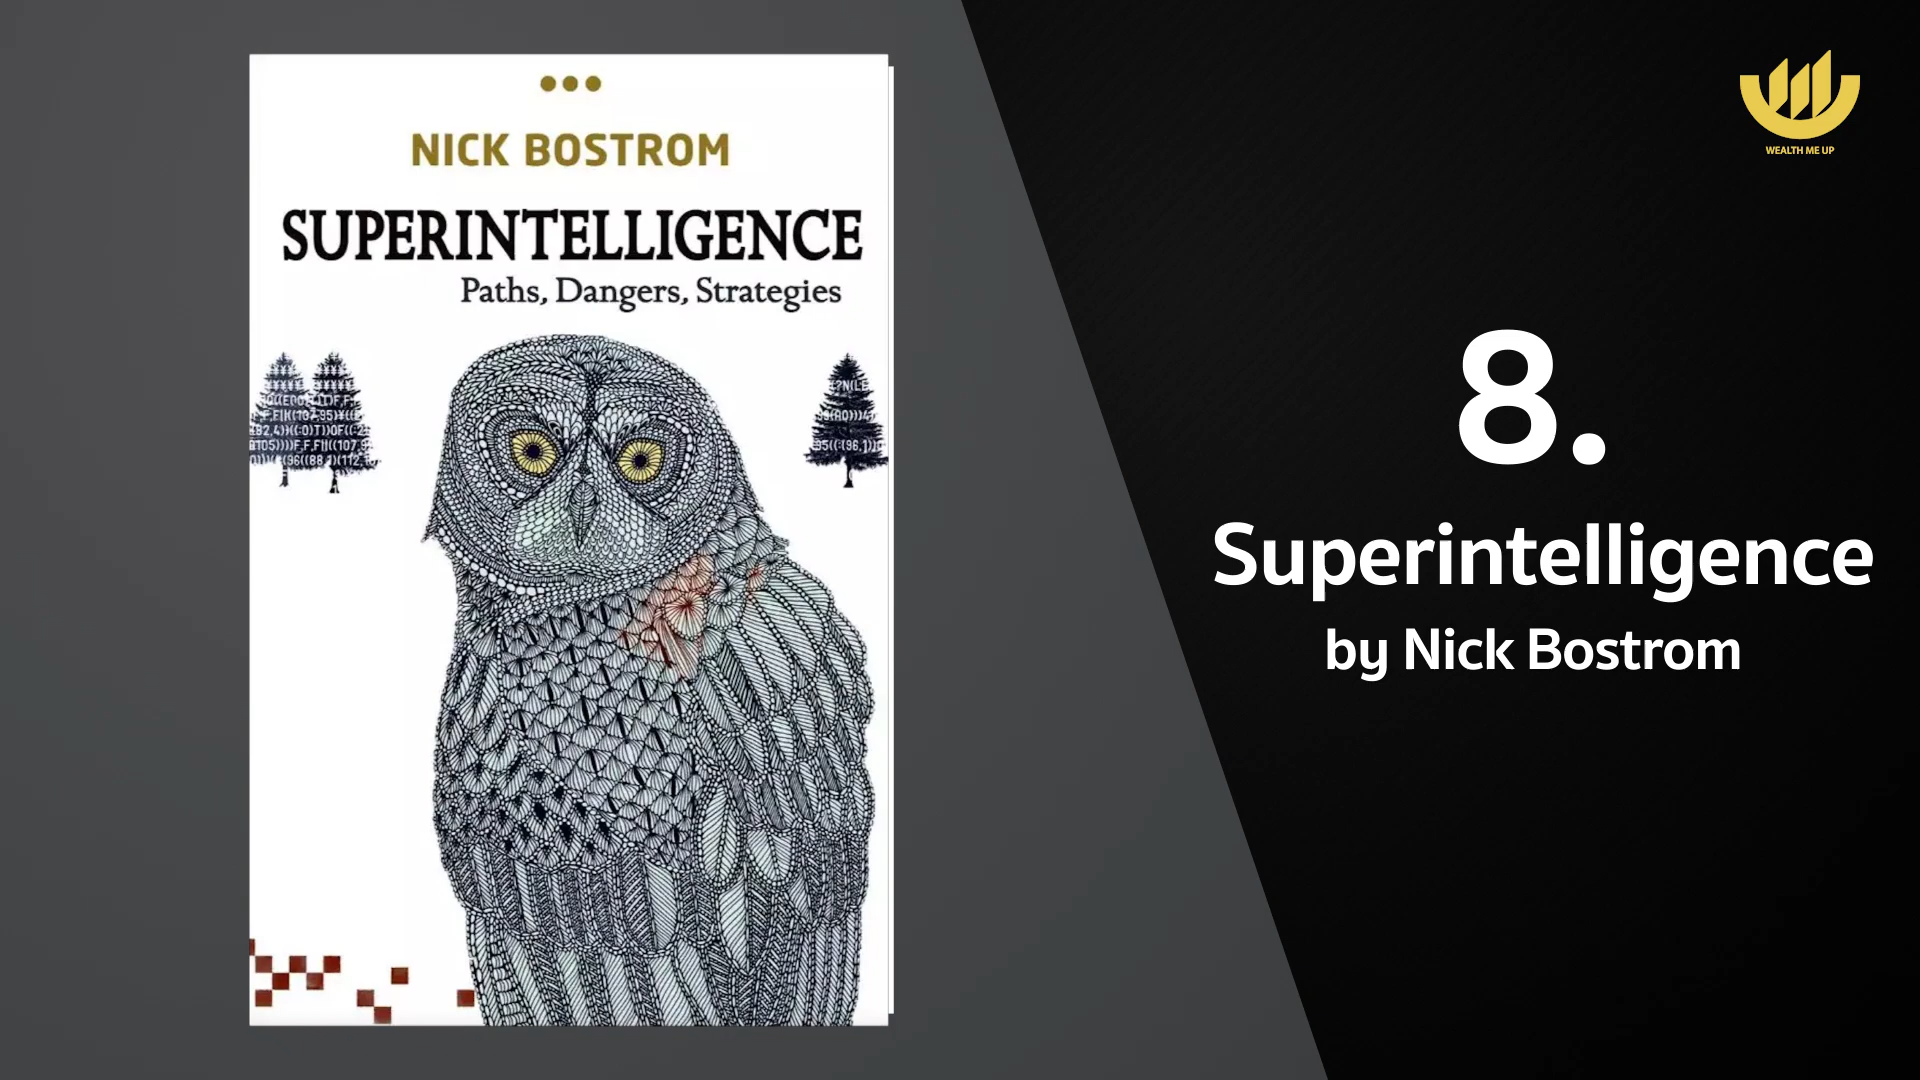 NICK BOSTROM
SUPERINTELLIGENCE
Paths, Dangers, Strategies
WEALTH ME UP
8.
Superintelligence
by Nick Bostrom